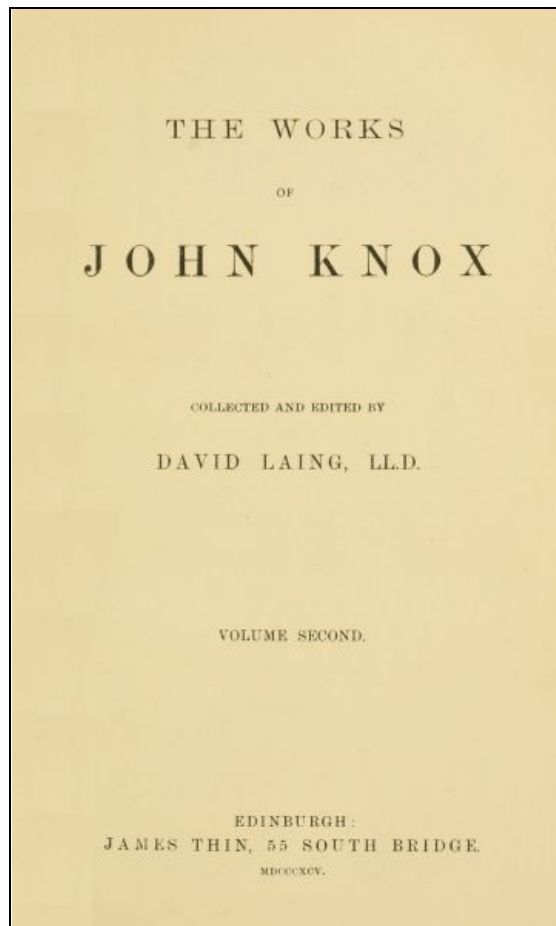 THE WORKS
OF
JOHN KNOX
COLLECTED AND EDITED BY
DAVID LAING, LL.D.
VOLUME SECOND.
EDINBURGH:
JAMES THIN, 55 SOUTH BRIDGE.
MDCCCXCV.